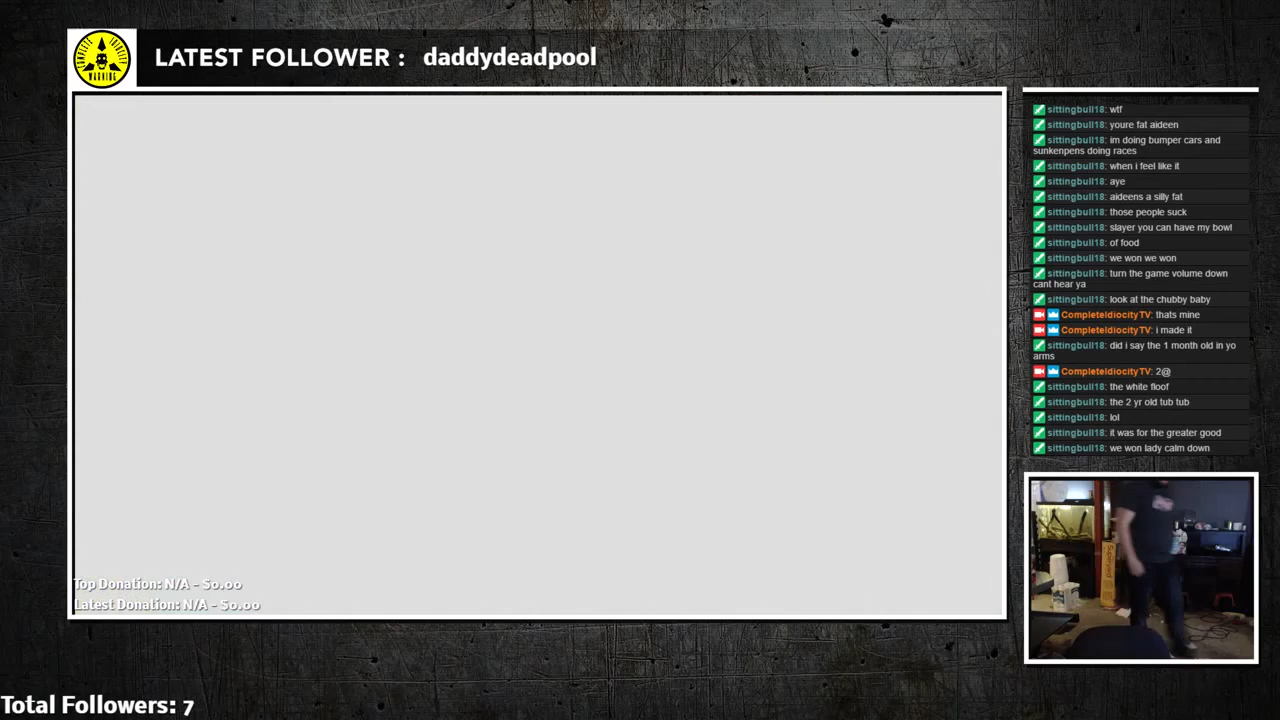 LATEST FOLLOWER : daddydeadpool
COMPLETE IDIOCITY
WARNING
sittingbull18: wtf
sittingbull18: youre fat aideen
sittingbull18: im doing bumper cars and
sunkenpens doing races
sittingbull18: when i feel like it
sittingbull18: aye
sittingbull18: aideens a silly fat
sittingbull18: those people suck
sittingbull18: slayer you can have my bowl
sittingbull18: of food
sittingbull18: we won we won
sittingbull18: turn the game volume down
cant hear ya
sittingbull18: look at the chubby baby
CompleteIdiocityTV: thats mine
CompleteIdiocityTV: i made it
sittingbull18: did i say the 1 month old in yo
arms
CompleteIdiocityTV: 2@
sittingbull18: the white floof
sittingbull18: the 2 yr old tub tub
sittingbull18: lol
sittingbull18: it was for the greater good
sittingbull18: we won lady calm down
Superyard
Top Donation: N/A - $0.00
Latest Donation: N/A - $0.00
Total Followers: 7